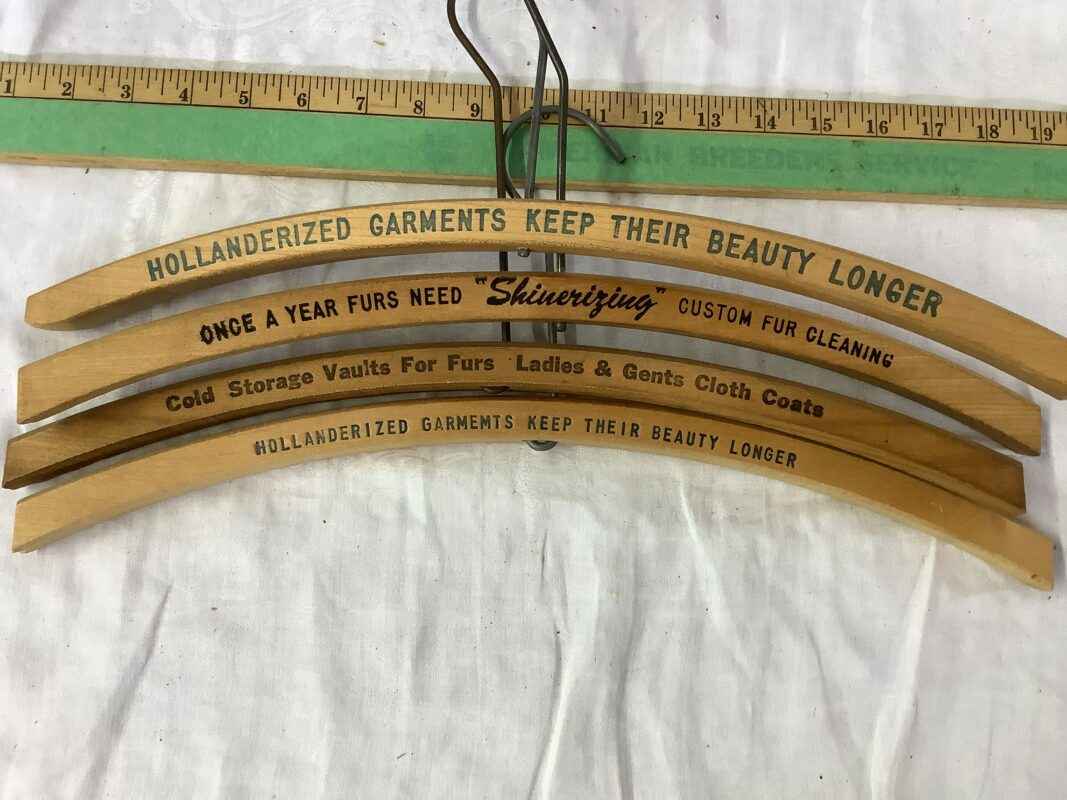 1 2 3 4 5 6 7 8 9 12 13 14 15 16 17 18 19
BREEDERS SERVICE
HOLLANDERIZED GARMENTS KEEP THEIR BEAUTY LONGER
ONCE A YEAR FURS NEED "Shinerizing" CUSTOM FUR CLEANING
Cold Storage Vaults For Furs Ladies & Gents Cloth Coats
HOLLANDERIZED GARMEMTS KEEP THEIR BEAUTY LONGER